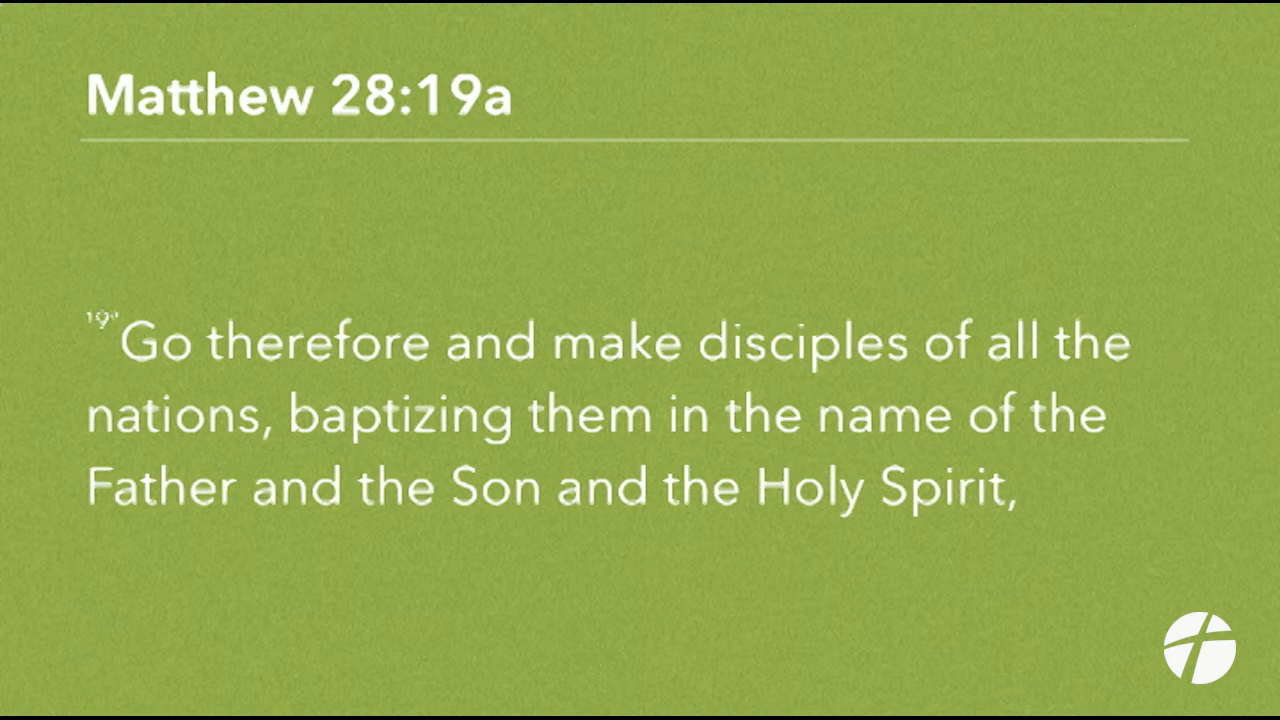 Matthew 28:19a
19"Go therefore and make disciples of all the
nations, baptizing them in the name of the
Father and the Son and the Holy Spirit,